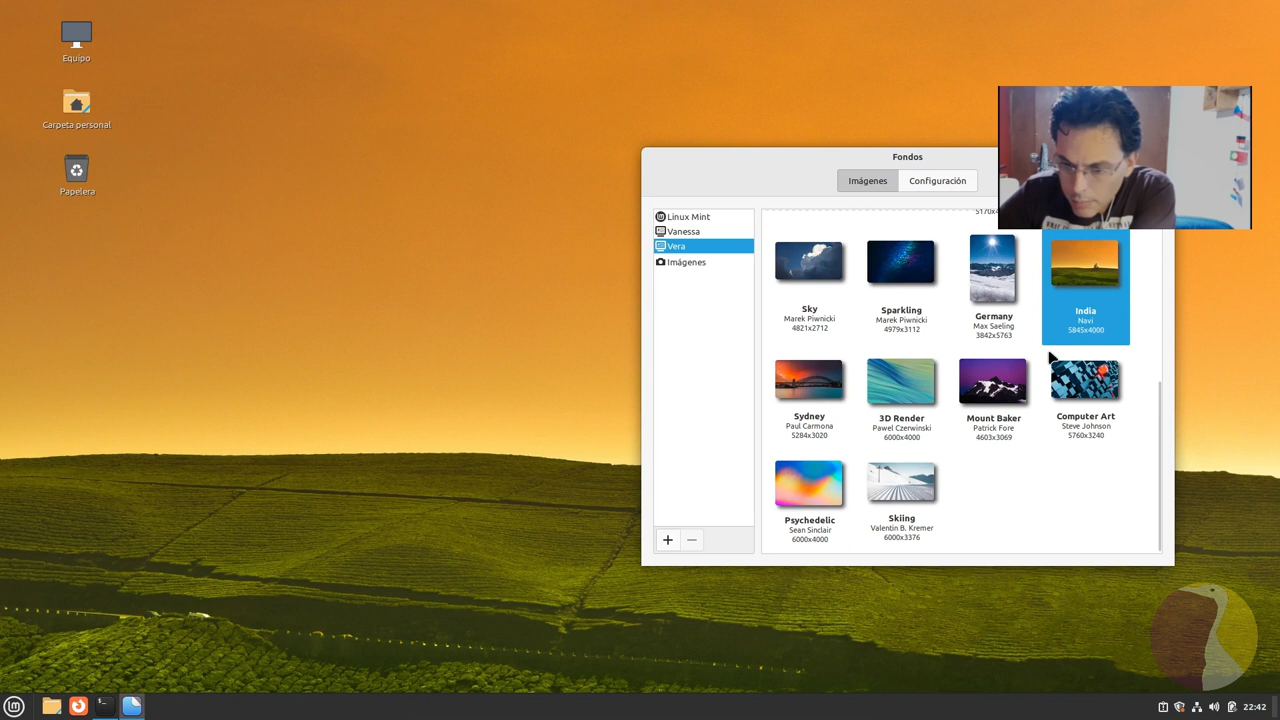 Equipo
Carpeta personal
Papelera
Fondos
Imágenes
Configuración
Linux Mint
Vanessa
Vera
Imágenes
Sky
Marek Piwnicki
4821x2712
Sparkling
Marek Piwnicki
4979x3112
Germany
Max Saeling
3842x5763
India
Navi
5845x4000
Sydney
Paul Carmona
5284x3020
3D Render
Pawel Czerwinski
6000x4000
Mount Baker
Patrick Fore
4603x3069
Computer Art
Steve Johnson
5760x3240
Psychedelic
Sean Sinclair
6000x4000
Skiing
Valentin B. Kremer
6000x3376
22:42